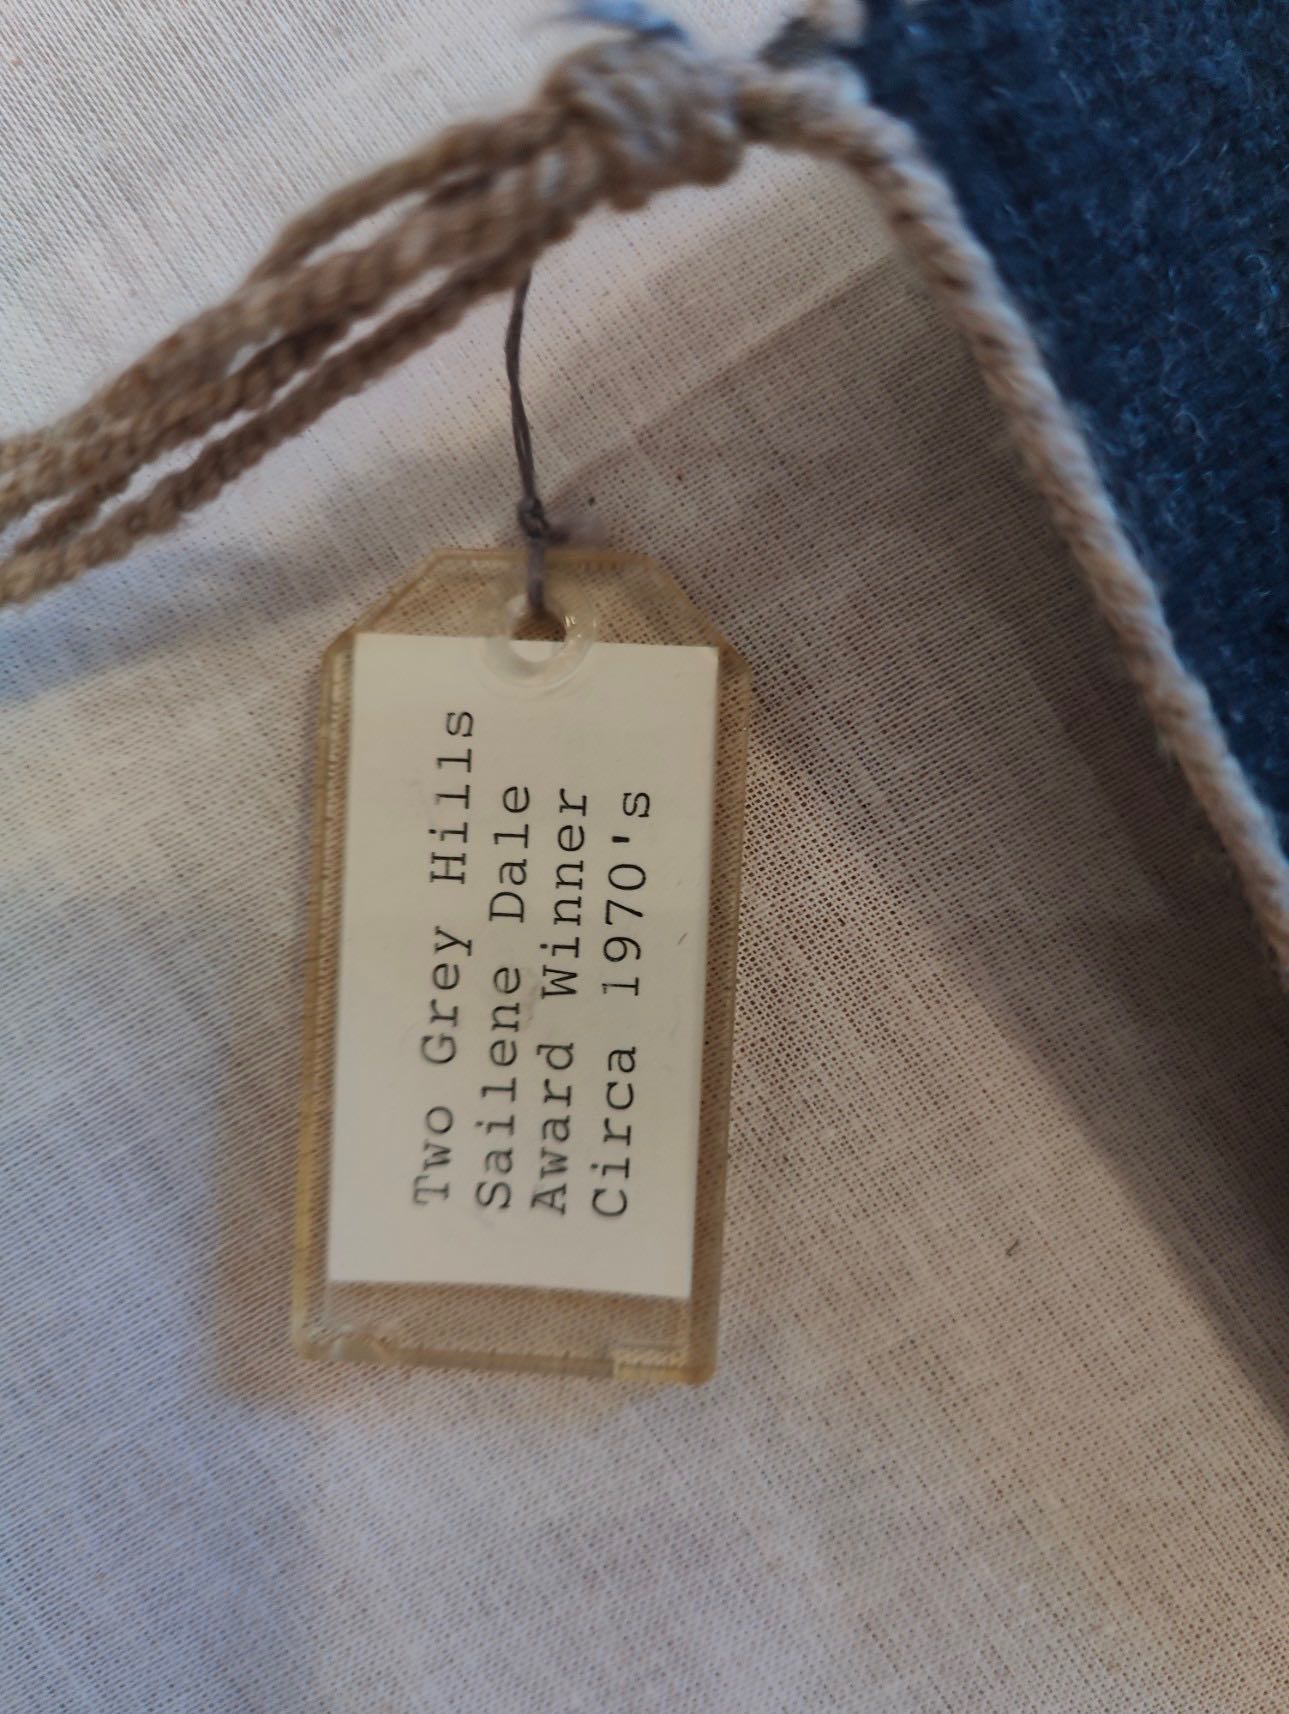 Two Grey Hills
Sailene Dale
Award Winner
Circa 1970's